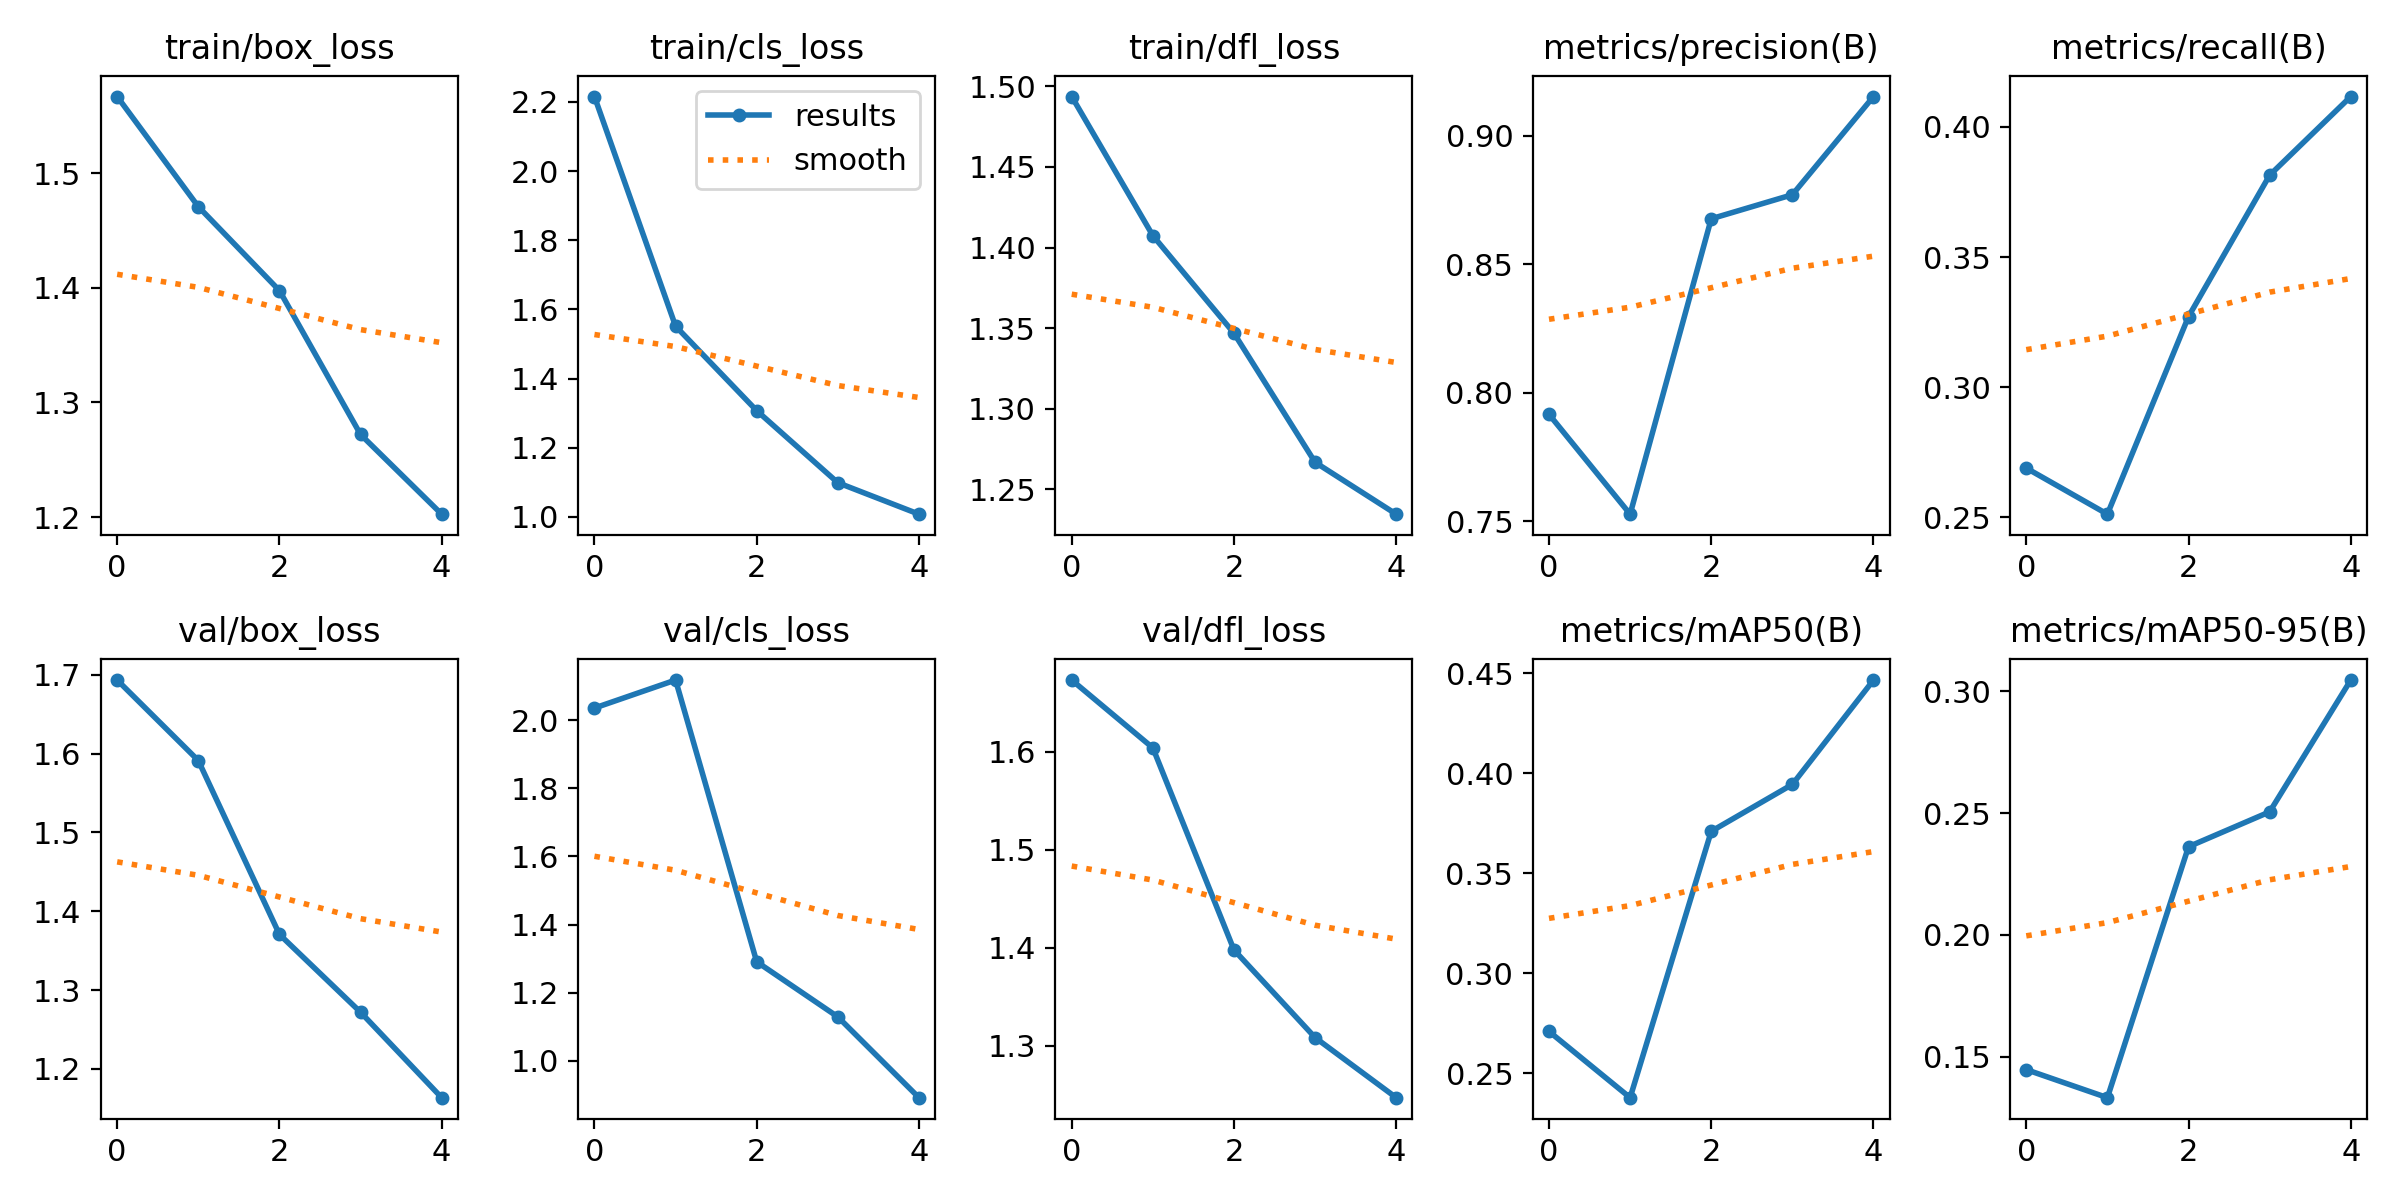 train/box_loss
1.5
1.4
1.3
1.2
0 2 4
train/cls_loss
results
smooth
2.2
2.0
1.8
1.6
1.4
1.2
1.0
0 2 4
train/dfl_loss
1.50
1.45
1.40
1.35
1.30
1.25
0 2 4
metrics/precision(B)
0.90
0.85
0.80
0.75
0 2 4
metrics/recall(B)
0.40
0.35
0.30
0.25
0 2 4
val/box_loss
1.7
1.6
1.5
1.4
1.3
1.2
0 2 4
val/cls_loss
2.0
1.8
1.6
1.4
1.2
1.0
0 2 4
val/dfl_loss
1.6
1.5
1.4
1.3
0 2 4
metrics/mAP50(B)
0.45
0.40
0.35
0.30
0.25
0 2 4
metrics/mAP50-95(B)
0.30
0.25
0.20
0.15
0 2 4